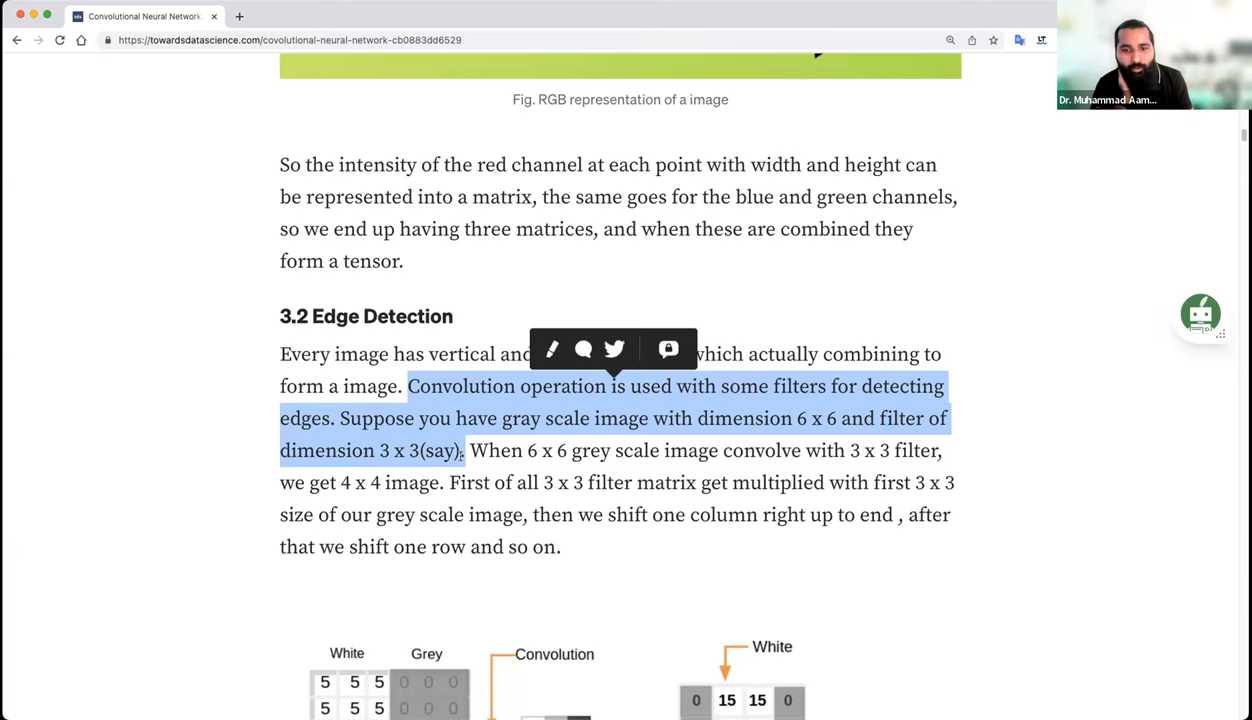 Convolutional Neural Network.
https://towardsdatascience.com/covolutional-neural-network-cb0883dd6529
Dr. Muhammad Aam...
Fig. RGB representation of a image
So the intensity of the red channel at each point with width and height can
be represented into a matrix, the same goes for the blue and green channels,
so we end up having three matrices, and when these are combined they
form a tensor.
3.2 Edge Detection
Every image has vertical and which actually combining to
form a image. Convolution operation is used with some filters for detecting
edges. Suppose you have gray scale image with dimension 6 x 6 and filter of
dimension 3 x 3(say). When 6 x 6 grey scale image convolve with 3 x 3 filter,
we get 4 x 4 image. First of all 3 x 3 filter matrix get multiplied with first 3 x 3
size of our grey scale image, then we shift one column right up to end , after
that we shift one row and so on.
White Grey Convolution White
5 5 5 0 0 0 0 15 15 0
5 5 5 0 0 0